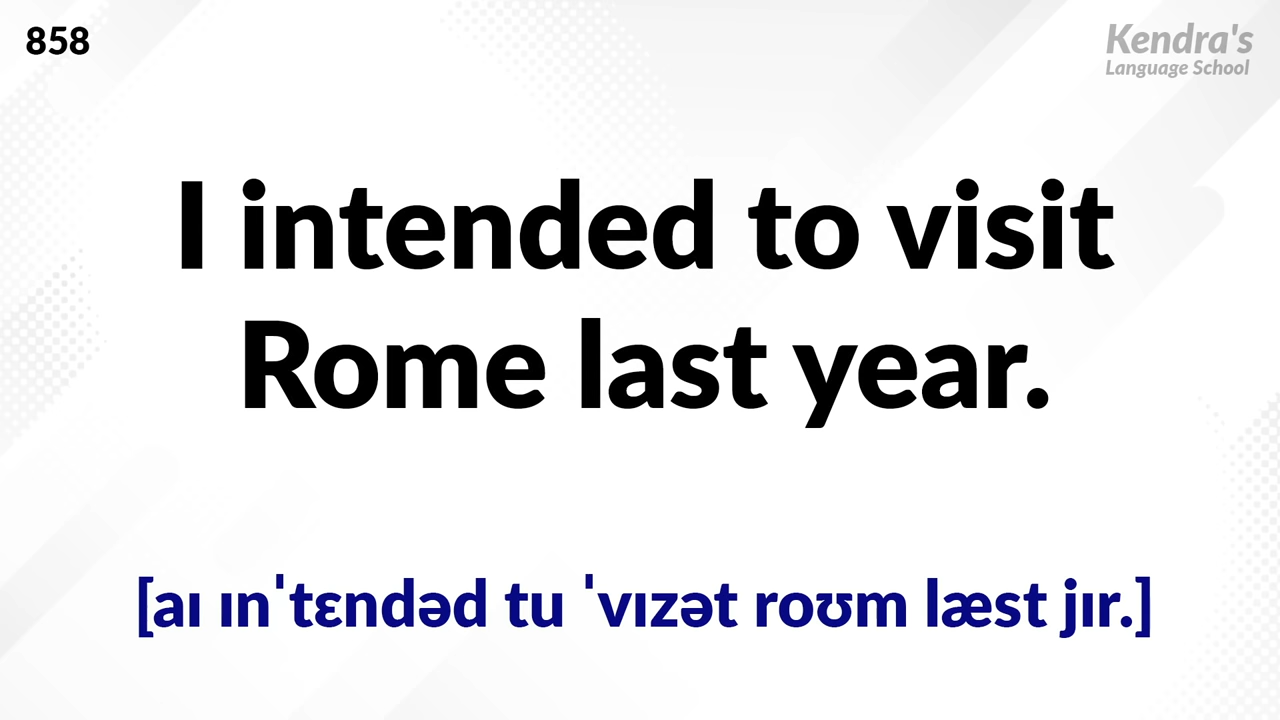 858
Kendra's
Language School
I intended to visit
Rome last year.
[aɪ ɪnˈtɛndəd tu ˈvɪzət roʊm læst jɪr.]